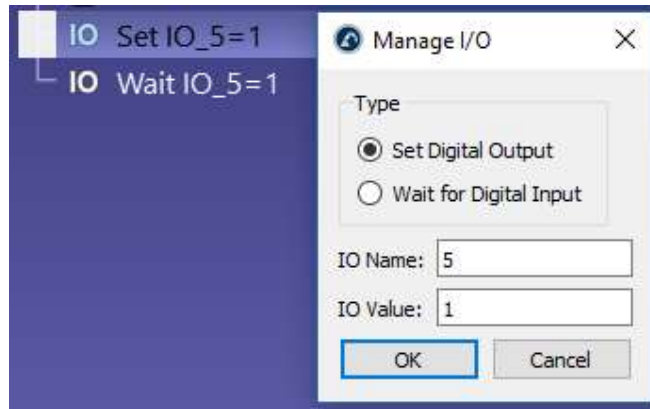 IO Set IO_5=1
IO Wait IO_5=1
Manage I/O
Type
Set Digital Output
Wait for Digital Input
IO Name: 5
IO Value: 1
OK Cancel